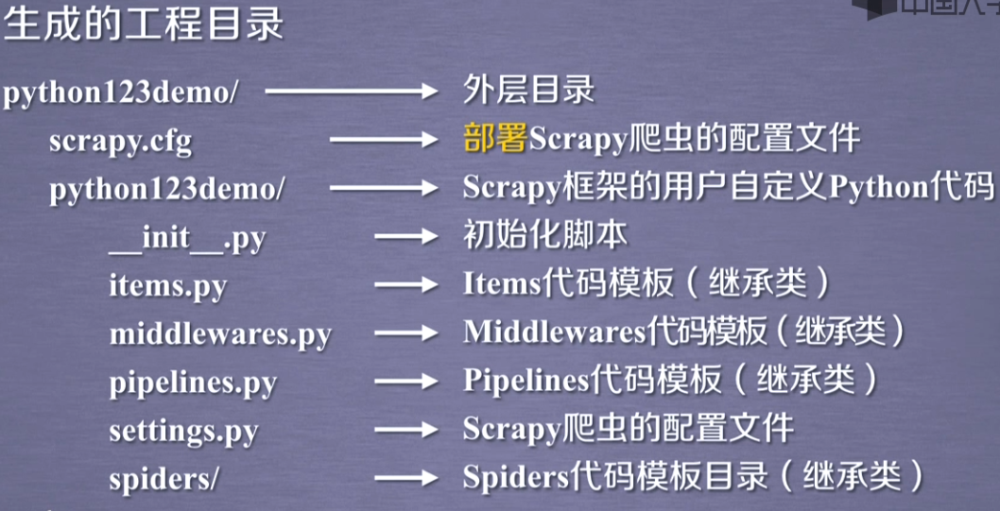 中国大学
生成的工程目录
python123demo/ 外层目录
scrapy.cfg 部署Scrapy爬虫的配置文件
python123demo/ Scrapy框架的用户自定义Python代码
__init__.py 初始化脚本
items.py Items代码模板（继承类）
middlewares.py Middlewares代码模板（继承类）
pipelines.py Pipelines代码模板（继承类）
settings.py Scrapy爬虫的配置文件
spiders/ Spiders代码模板目录（继承类）